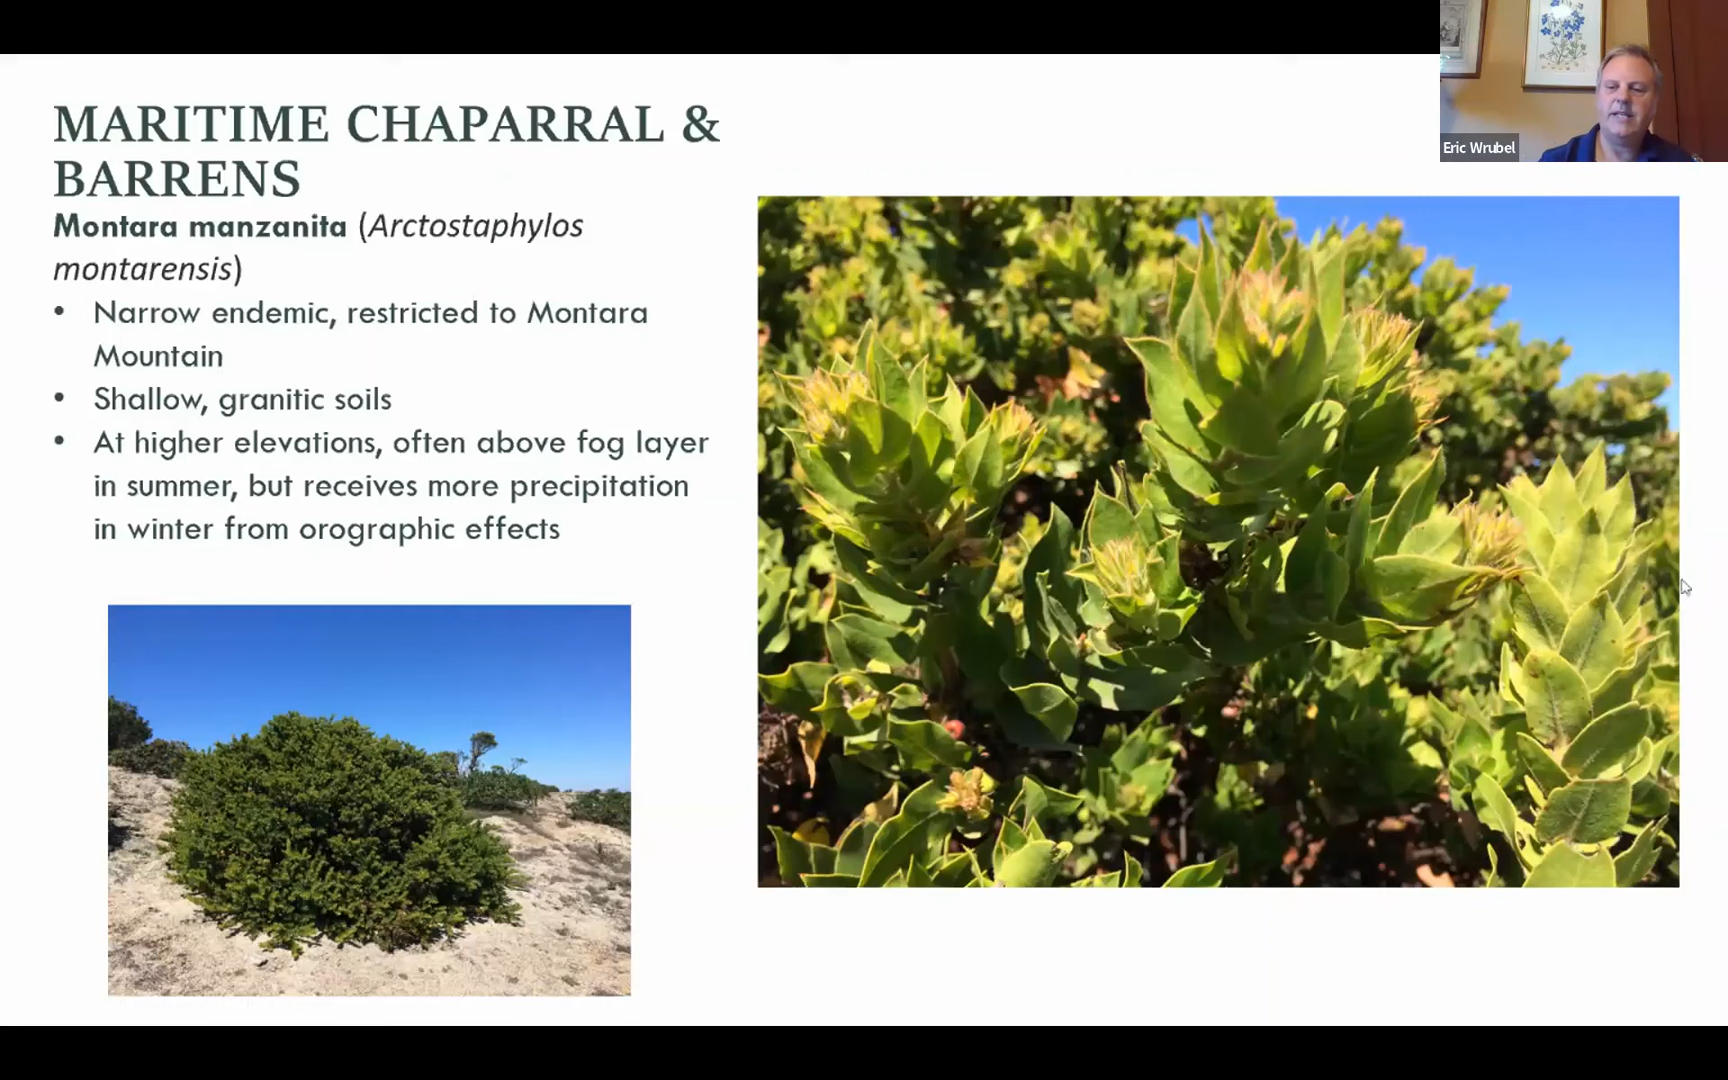 MARITIME CHAPARRAL &
BARRENS
Montara manzanita (Arctostaphylos
montarensis)
• Narrow endemic, restricted to Montara
Mountain
• Shallow, granitic soils
• At higher elevations, often above fog layer
in summer, but receives more precipitation
in winter from orographic effects
Eric Wrubel